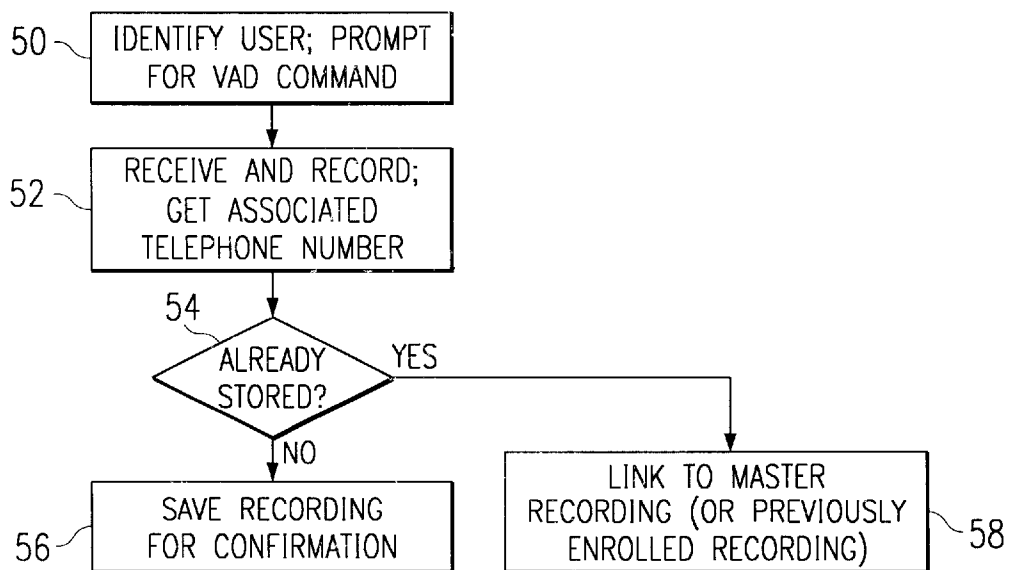 50
IDENTIFY USER; PROMPT
FOR VAD COMMAND
52
RECEIVE AND RECORD;
GET ASSOCIATED
TELEPHONE NUMBER
54
ALREADY
STORED?
YES
NO
56
SAVE RECORDING
FOR CONFIRMATION
LINK TO MASTER
RECORDING (OR PREVIOUSLY
ENROLLED RECORDING)
58